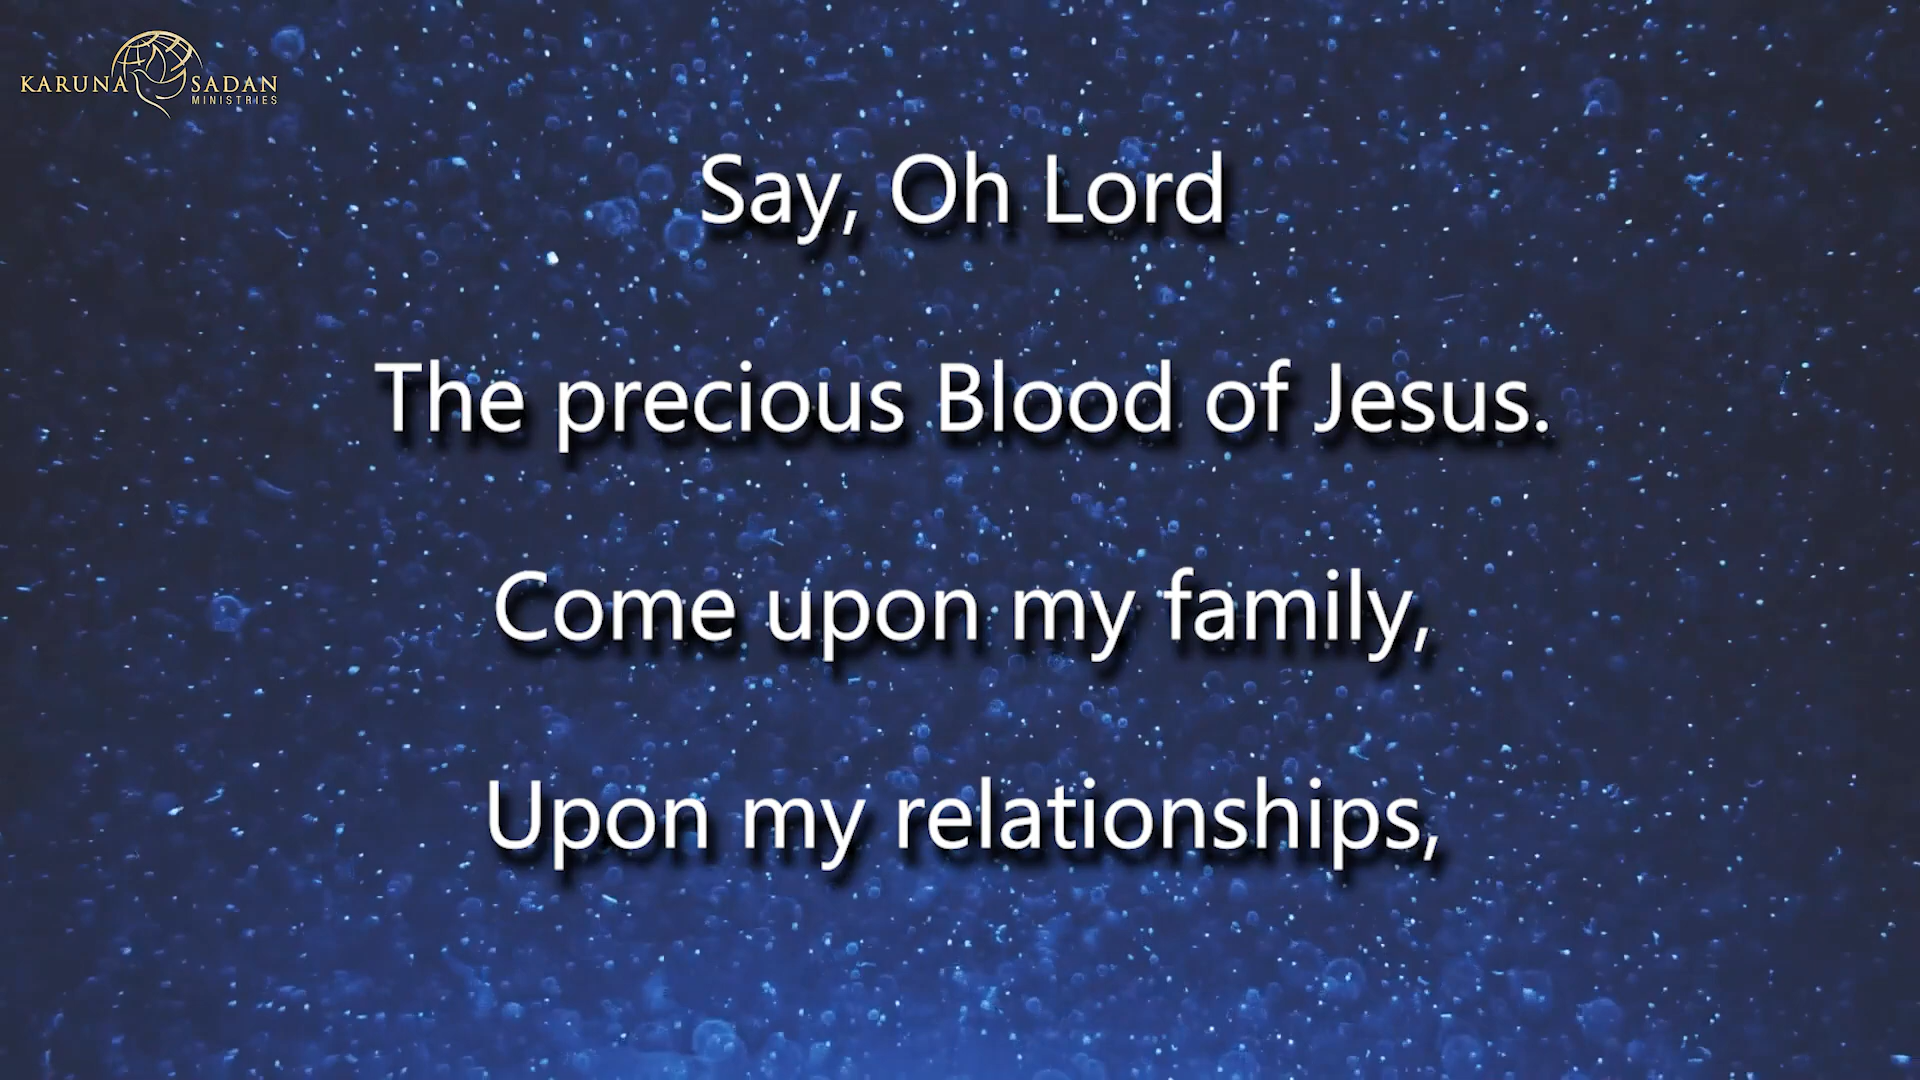 KARUNA SADAN
MINISTRIES
Say, Oh Lord
The precious Blood of Jesus.
Come upon my family,
Upon my relationships,